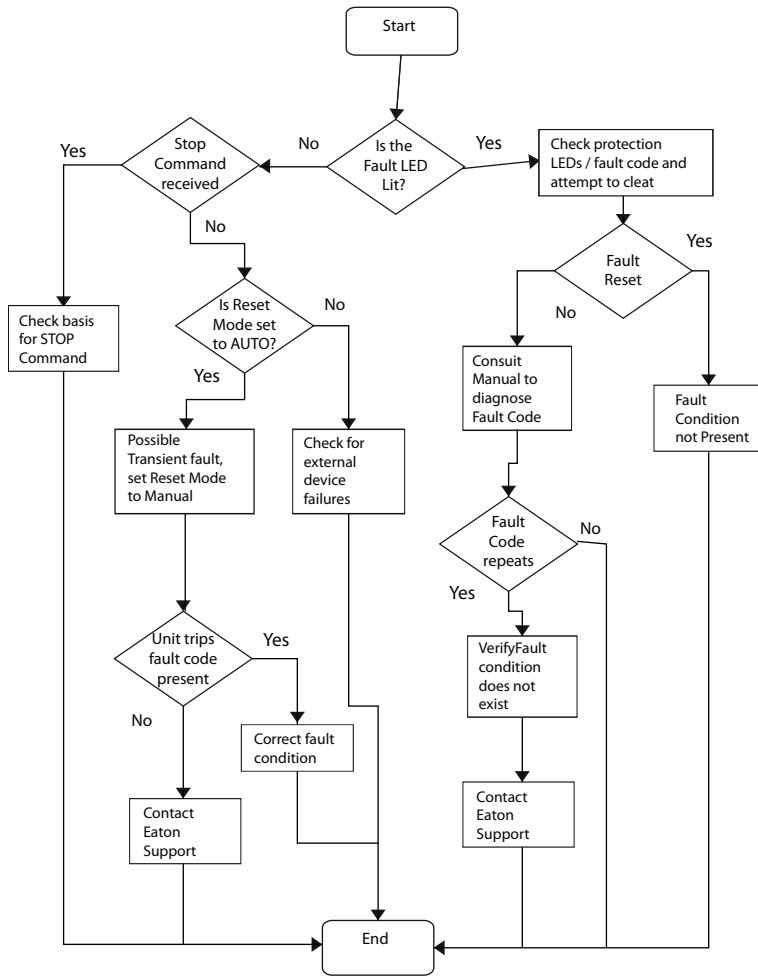 Start
Is the
Fault LED
Lit?
No
Yes
Stop
Command
received
Yes
No
Check protection
LEDs / fault code and
attempt to cleat
Fault
Reset
Yes
No
Check basis
for STOP
Command
Is Reset
Mode set
to AUTO?
No
Yes
Consuit
Manual to
diagnose
Fault Code
Fault
Condition
not Present
Possible
Transient fault,
set Reset Mode
to Manual
Check for
external
device
failures
Fault
Code
repeats
No
Yes
Unit trips
fault code
present
Yes
No
VerifyFault
condition
does not
exist
Correct fault
condition
Contact
Eaton
Support
Contact
Eaton
Support
End